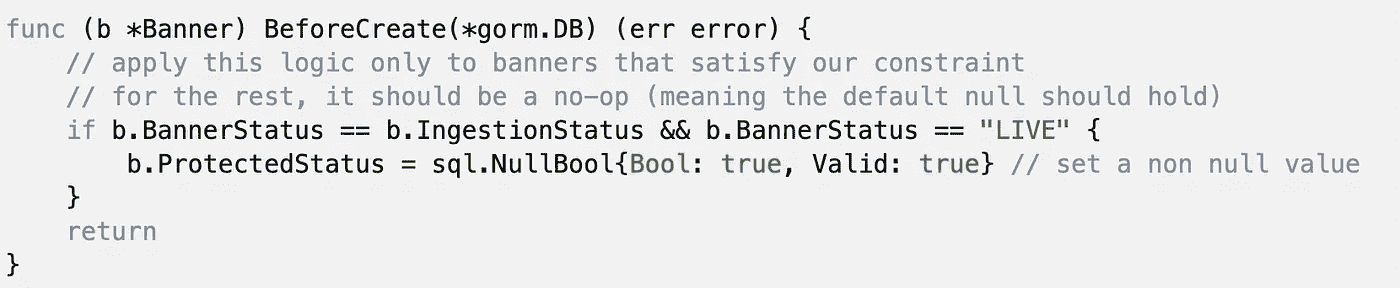 func (b *Banner) BeforeCreate(*gorm.DB) (err error) {
    // apply this logic only to banners that satisfy our constraint
    // for the rest, it should be a no-op (meaning the default null should hold)
    if b.BannerStatus == b.IngestionStatus && b.BannerStatus == "LIVE" {
        b.ProtectedStatus = sql.NullBool{Bool: true, Valid: true} // set a non null value
    }
    return
}